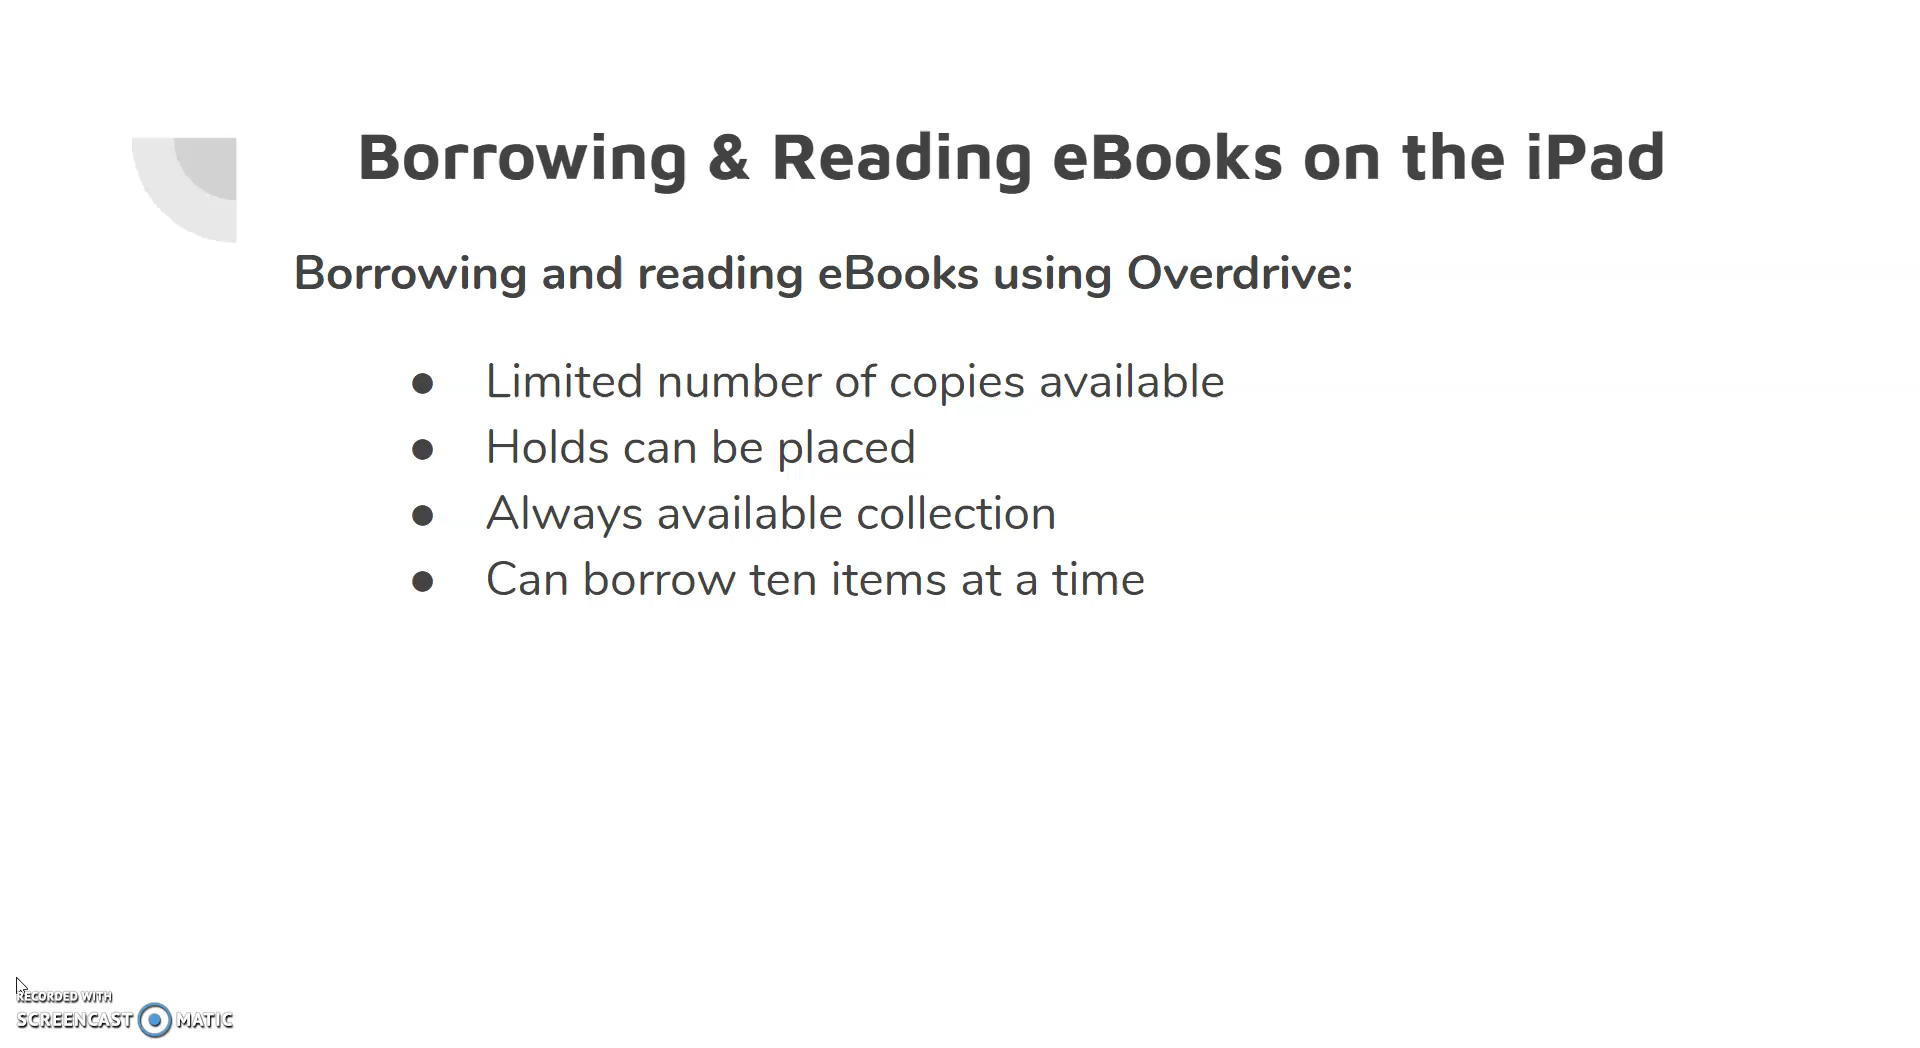 Borrowing & Reading eBooks on the iPad
Borrowing and reading eBooks using Overdrive:
● Limited number of copies available
● Holds can be placed
● Always available collection
● Can borrow ten items at a time
RECORDED WITH
SCREENCAST MATIC